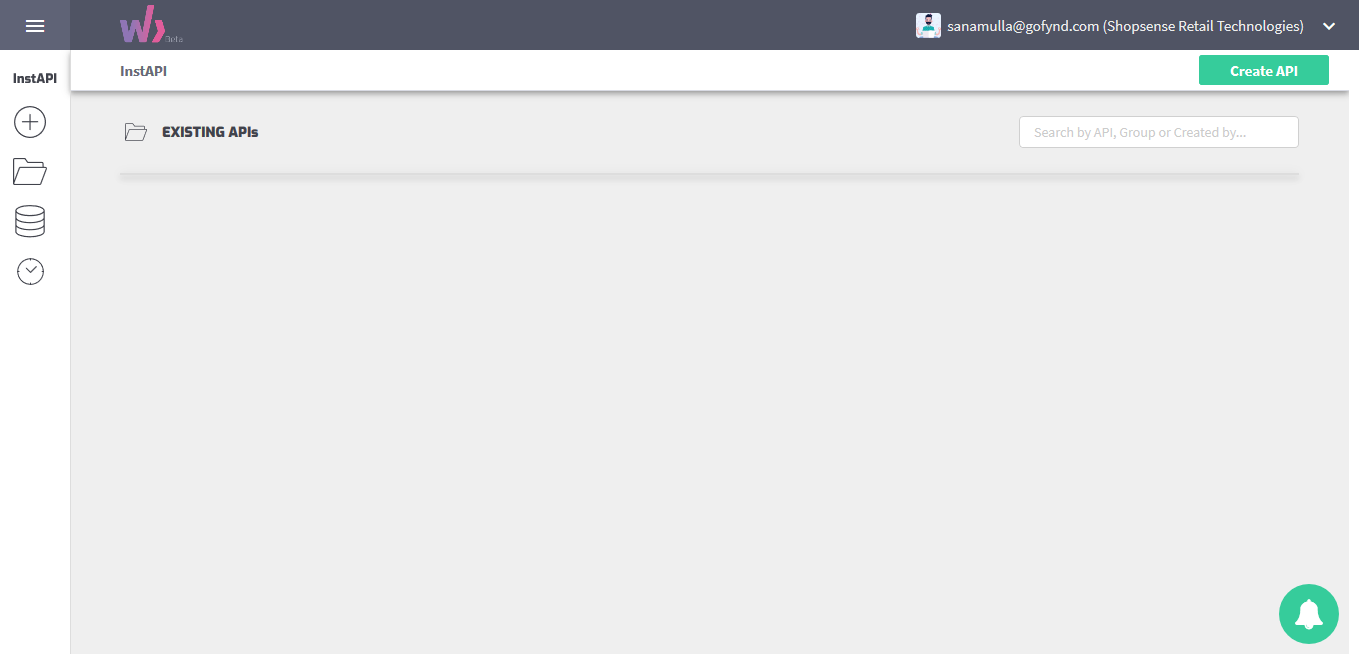 Beta
sanamulla@gofynd.com (Shopsense Retail Technologies)
InstAPI
InstAPI
Create API
EXISTING APIs
Search by API, Group or Created by...